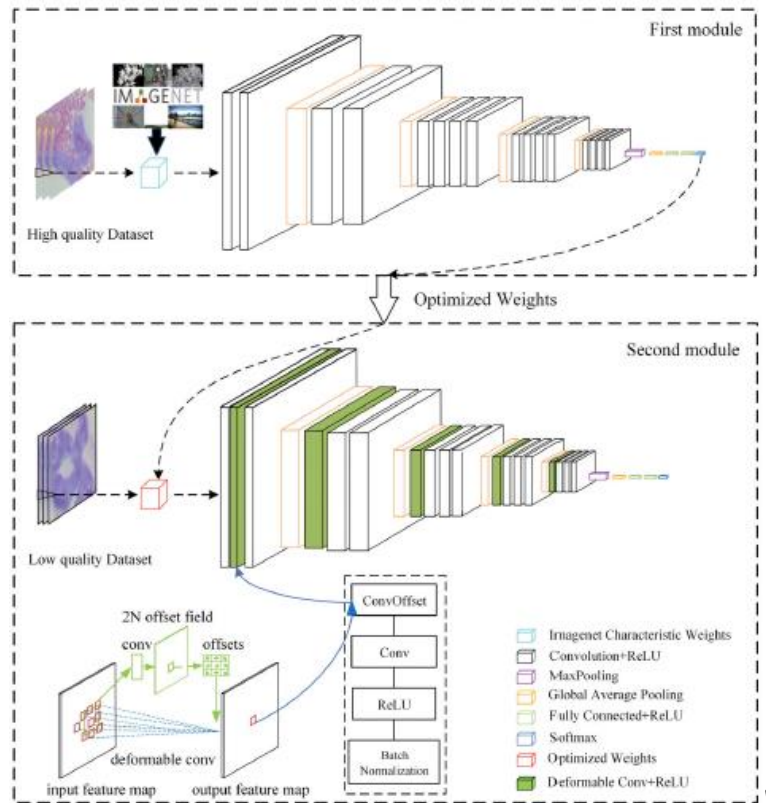 First module
IMAGENET
High quality Dataset
Optimized Weights
Second module
Low quality Dataset
2N offset field
conv
offsets
deformable conv
input feature map
output feature map
ConvOffset
Conv
ReLU
Batch
Nonnalization
Irnagenet Characteristic Weights
Convolution+ReLU
MaxPooling
Global Average Pooling
Fully Connected+ReLU
Softmax
Optimized Weights
Deformable Conv+ReLU